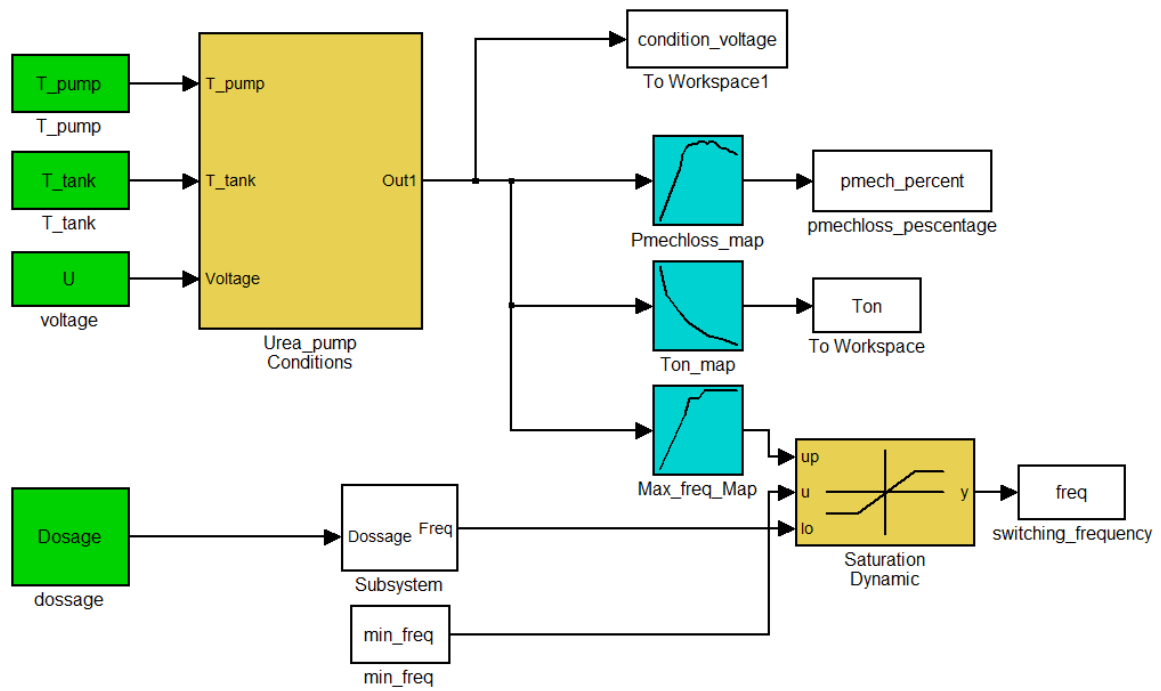 condition_voltage
To Workspace1
T_pump
T_pump
T_pump
T_tank
T_tank
T_tank
Out1
U
voltage
Voltage
Urea_pump
Conditions
pmech_percent
pmechloss_pescentage
Pmechloss_map
Ton
To Workspace
Ton_map
Max_freq_Map
up
u
lo
y
Saturation
Dynamic
freq
switching_frequency
Dosage
dossage
Dossage
Freq
Subsystem
min_freq
min_freq